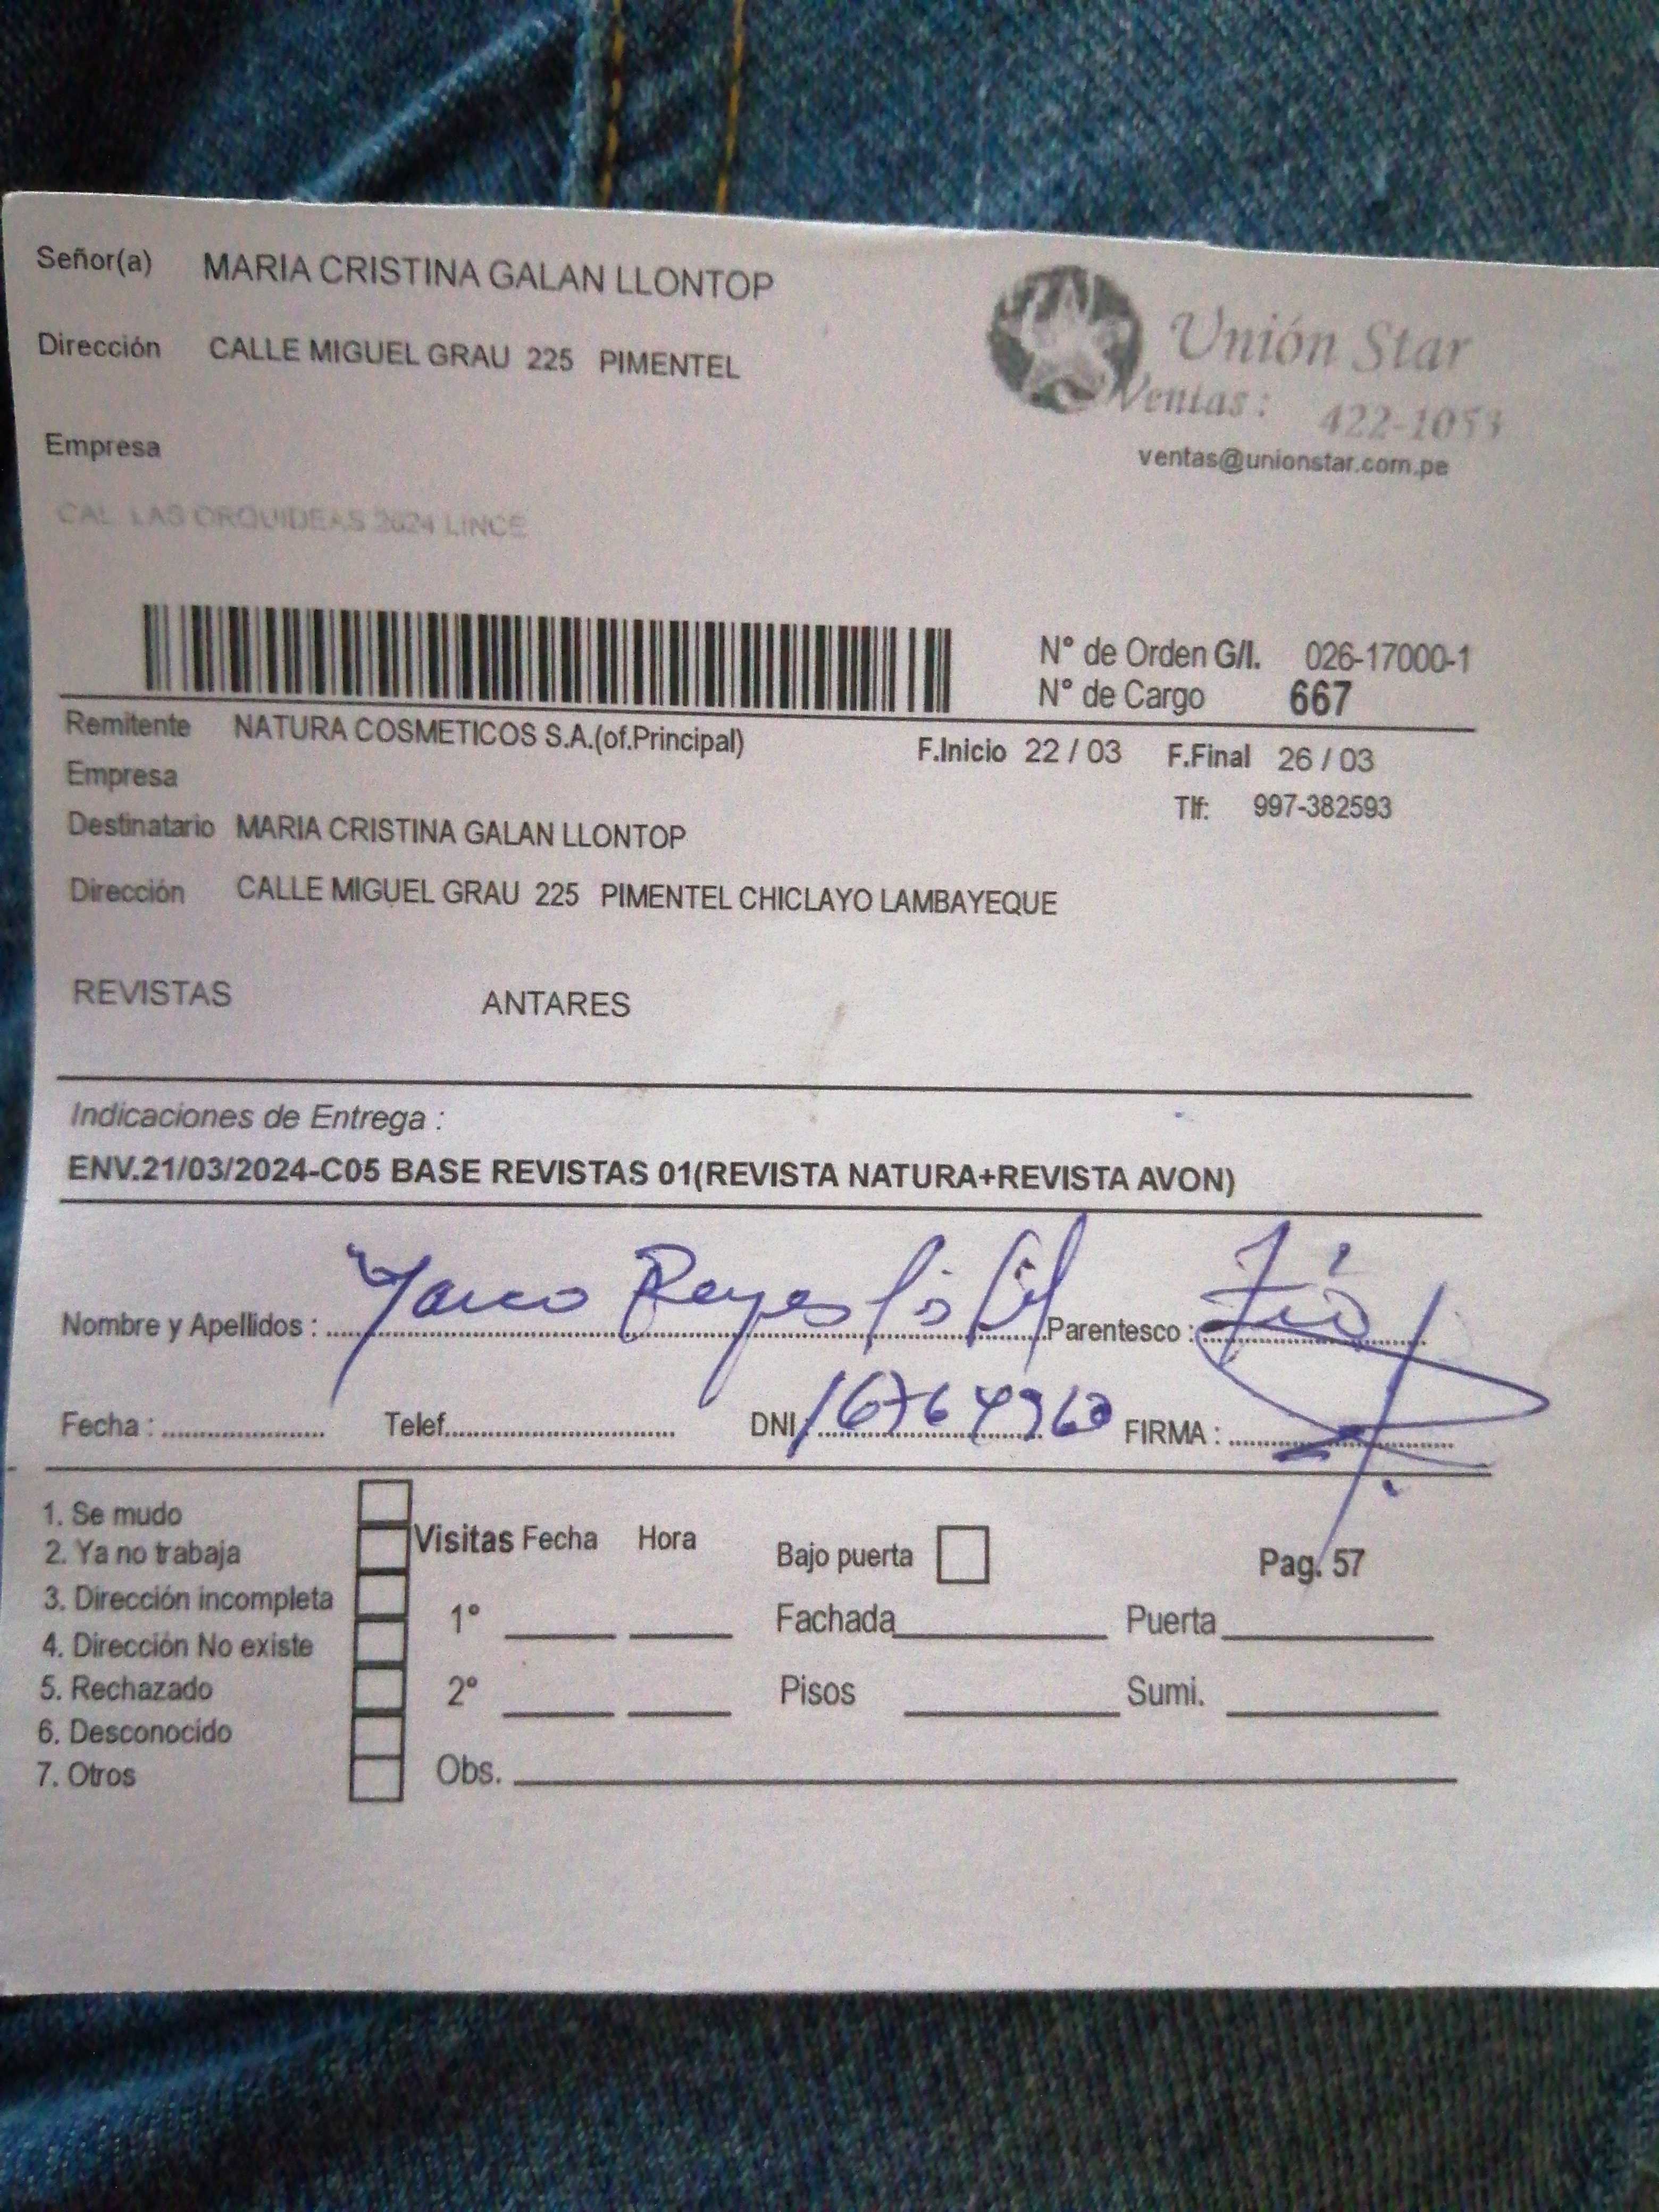 Señor(a) MARIA CRISTINA GALAN LLONTOP
Dirección CALLE MIGUEL GRAU 225 PIMENTEL
Unión Star
Ventas: 422-1053
ventas@unionstar.com.pe
Empresa
CAL LAS ORQUIDEAS 2624 LINCE
N° de Orden G/I. 026-17000-1
N° de Cargo 667
Remitente NATURA COSMETICOS S.A.(of.Principal)
F.Inicio 22 / 03 F.Final 26 / 03
Empresa
Tlf: 997-382593
Destinatario MARIA CRISTINA GALAN LLONTOP
Dirección CALLE MIGUEL GRAU 225 PIMENTEL CHICLAYO LAMBAYEQUE
REVISTAS ANTARES
Indicaciones de Entrega :
ENV.21/03/2024-C05 BASE REVISTAS 01(REVISTA NATURA+REVISTA AVON)
Nombre y Apellidos : Marco Reyes Parentesco : Tío
Fecha : Telef. DNI FIRMA :
1. Se mudo
2. Ya no trabaja
3. Dirección incompleta
4. Dirección No existe
5. Rechazado
6. Desconocido
7. Otros
Visitas Fecha Hora
1°
2°
Obs.
Bajo puerta
Pag. 57
Fachada Puerta
Pisos Sumi.